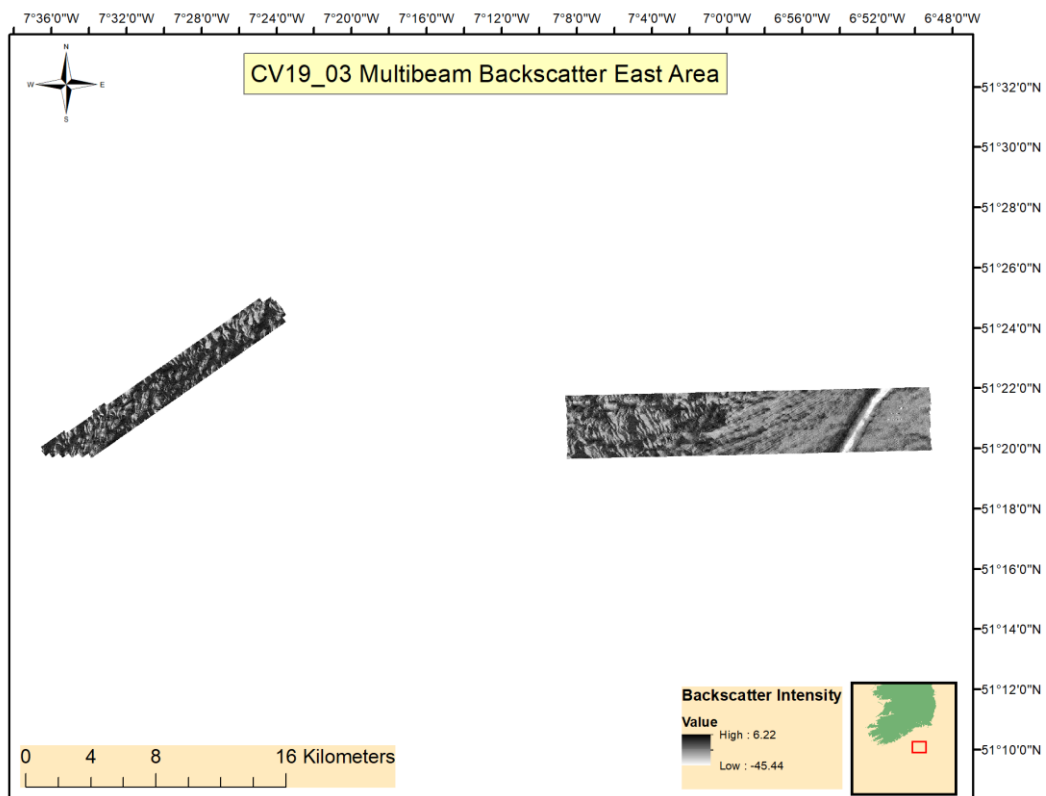 7°36'0"W 7°32'0"W 7°28'0"W 7°24'0"W 7°20'0"W 7°16'0"W 7°12'0"W 7°8'0"W 7°4'0"W 7°0'0"W 6°56'0"W 6°52'0"W 6°48'0"W
N
W E
S
CV19_03 Multibeam Backscatter East Area
51°32'0"N
51°30'0"N
51°28'0"N
51°26'0"N
51°24'0"N
51°22'0"N
51°20'0"N
51°18'0"N
51°16'0"N
51°14'0"N
51°12'0"N
51°10'0"N
0 4 8 16 Kilometers
Backscatter Intensity
Value
High : 6.22
Low : -45.44